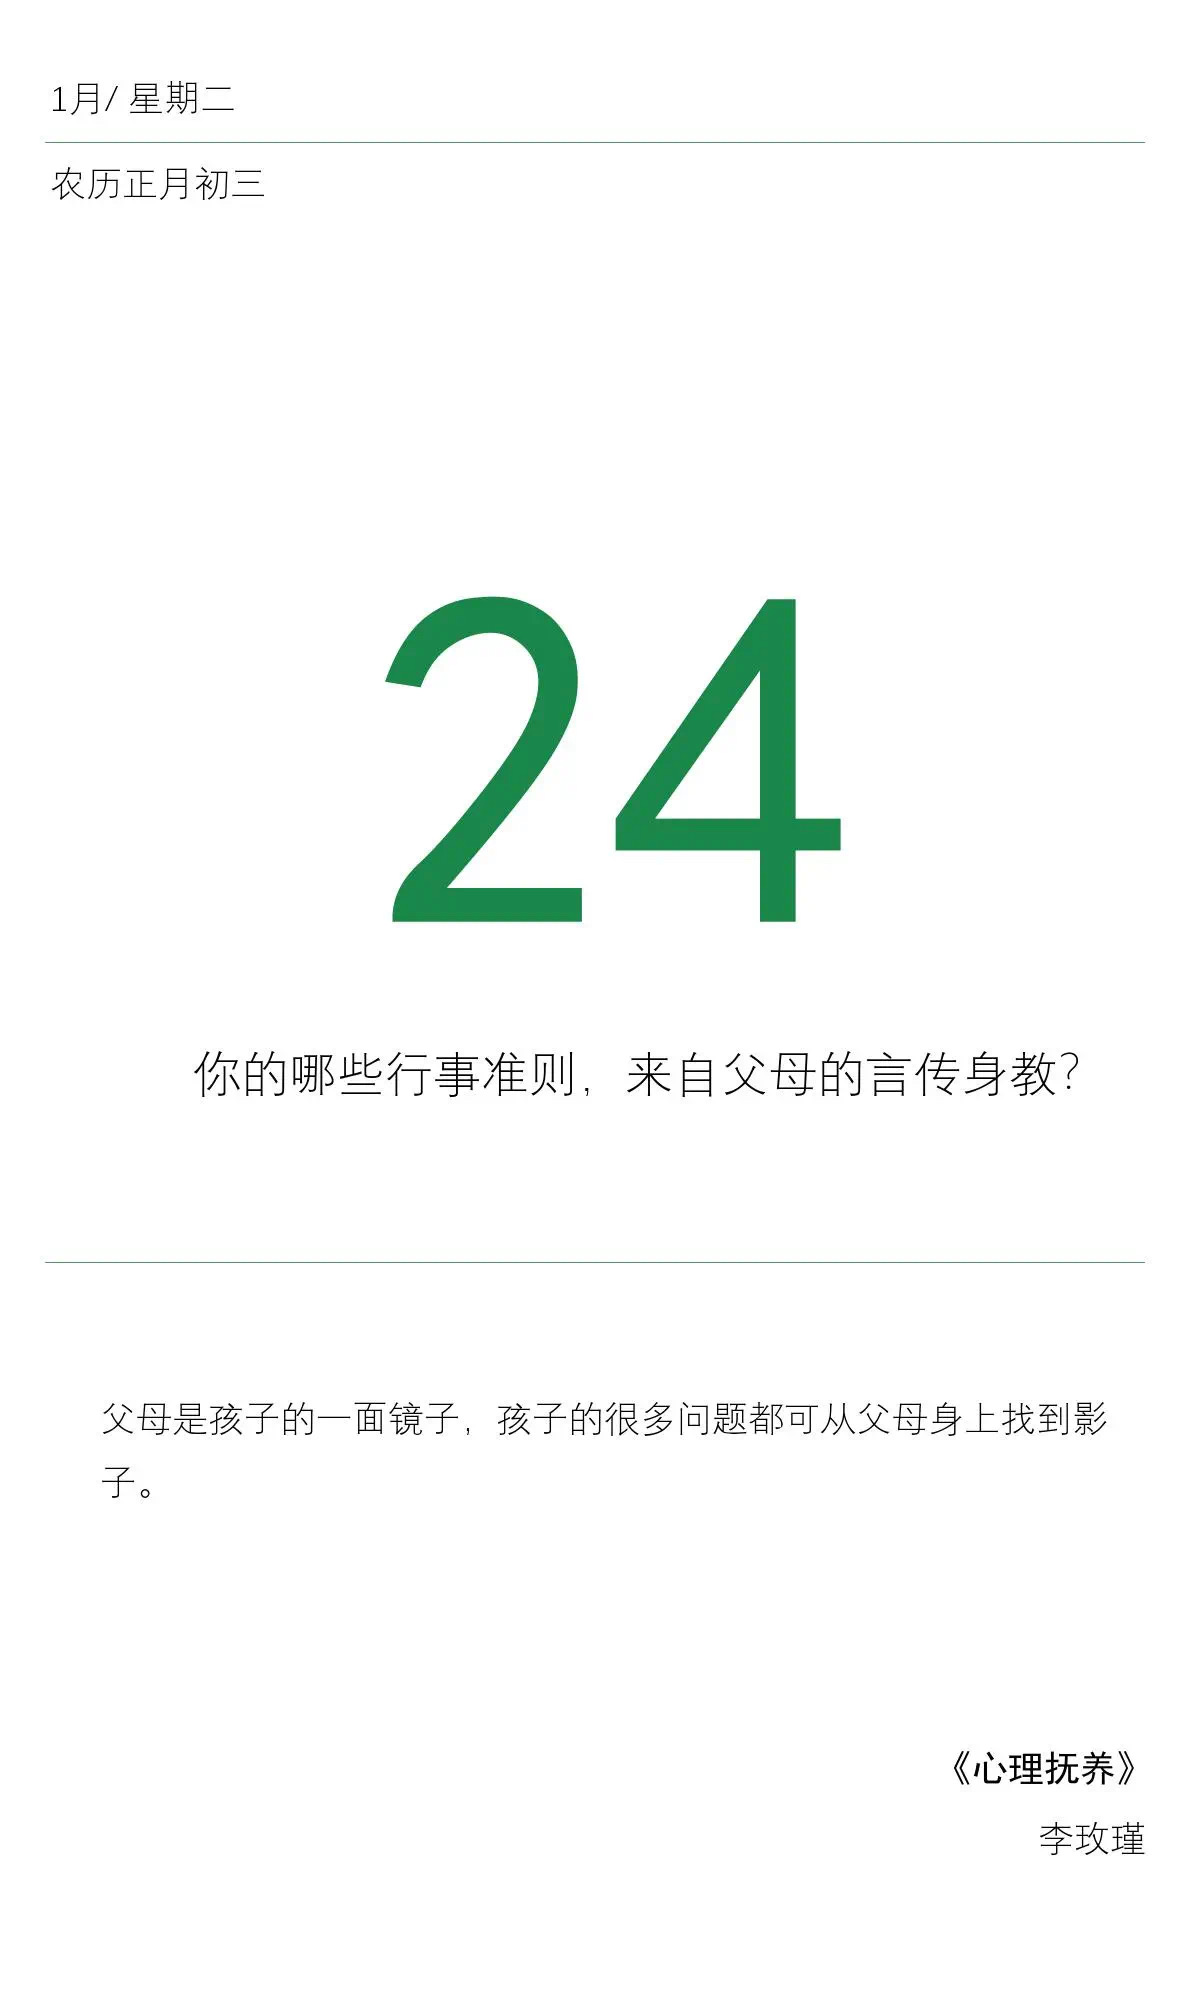 1月/ 星期二
农历正月初三
24
你的哪些行事准则，来自父母的言传身教？
父母是孩子的一面镜子，孩子的很多问题都可从父母身上找到影
子。
《心理抚养》
李玫瑾